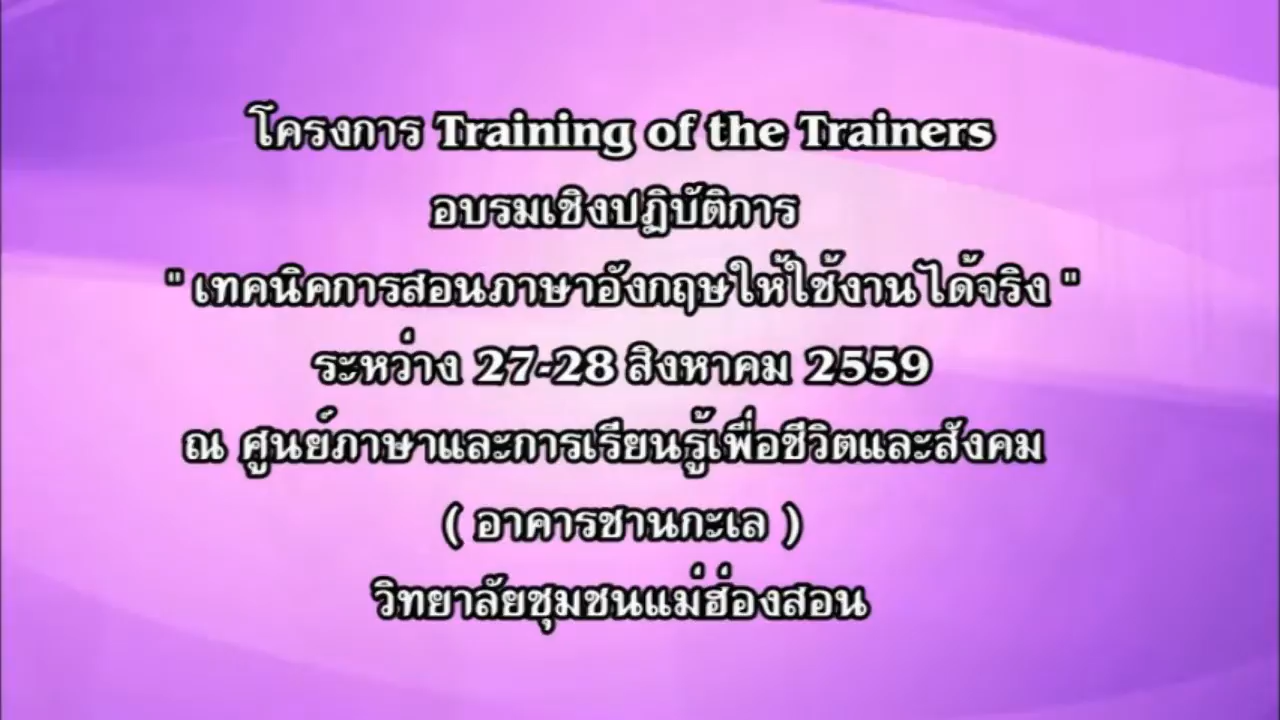 โครงการ Training of the Trainers
อบรมเชิงปฏิบัติการ
" เทคนิคการสอนภาษาอังกฤษให้ใช้งานได้จริง "
ระหว่าง 27-28 สิงหาคม 2559
ณ ศูนย์ภาษาและการเรียนรู้เพื่อชีวิตและสังคม
( อาคารซานกะเล )
วิทยาลัยชุมชนแม่ฮ่องสอน